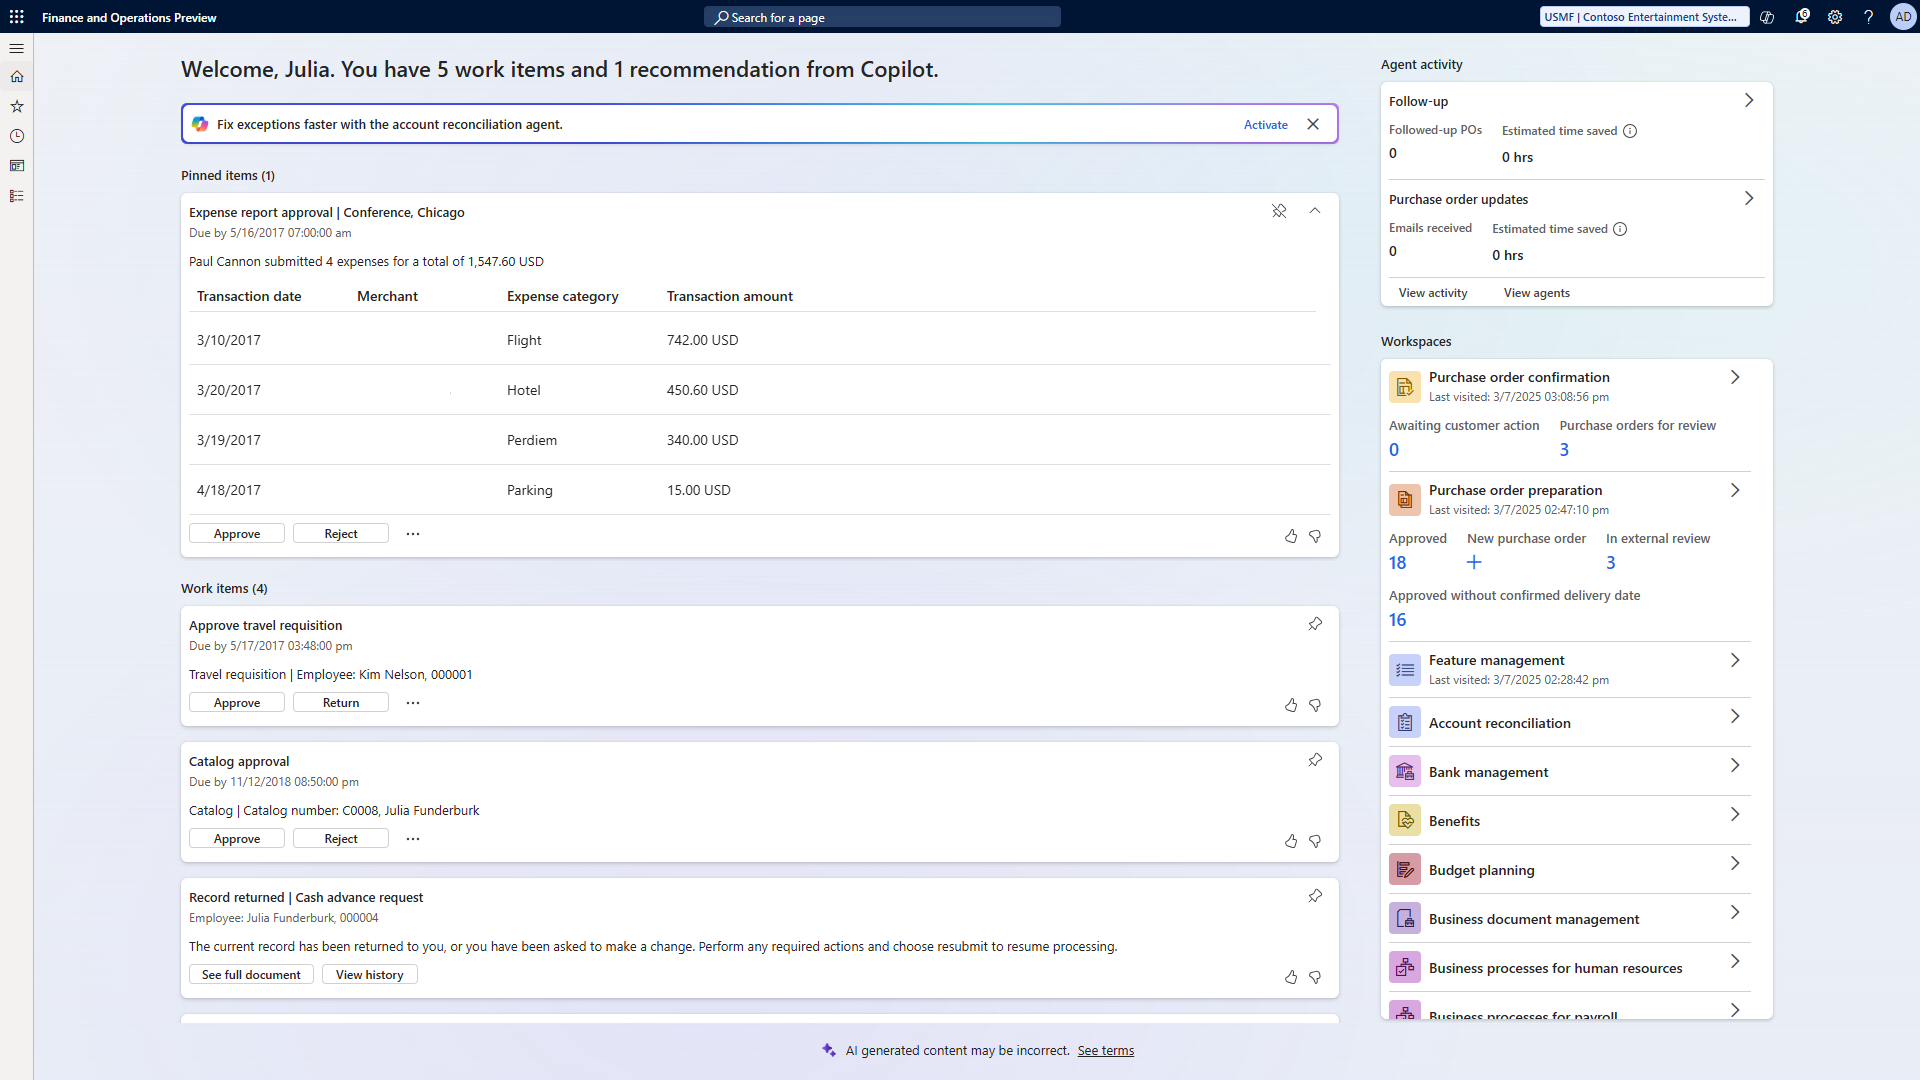 Finance and Operations Preview
Search for a page
USMF | Contoso Entertainment Syste...
6
AD
Welcome, Julia. You have 5 work items and 1 recommendation from Copilot.
Fix exceptions faster with the account reconciliation agent.
Activate
Pinned items (1)
Expense report approval | Conference, Chicago
Due by 5/16/2017 07:00:00 am
Paul Cannon submitted 4 expenses for a total of 1,547.60 USD
Transaction date Merchant Expense category Transaction amount
3/10/2017 Flight 742.00 USD
3/20/2017 Hotel 450.60 USD
3/19/2017 Perdiem 340.00 USD
4/18/2017 Parking 15.00 USD
Approve Reject ...
Work items (4)
Approve travel requisition
Due by 5/17/2017 03:48:00 pm
Travel requisition | Employee: Kim Nelson, 000001
Approve Return ...
Catalog approval
Due by 11/12/2018 08:50:00 pm
Catalog | Catalog number: C0008, Julia Funderburk
Approve Reject ...
Record returned | Cash advance request
Employee: Julia Funderburk, 000004
The current record has been returned to you, or you have been asked to make a change. Perform any required actions and choose resubmit to resume processing.
See full document View history
Agent activity
Follow-up
Followed-up POs Estimated time saved
0 0 hrs
Purchase order updates
Emails received Estimated time saved
0 0 hrs
View activity View agents
Workspaces
Purchase order confirmation
Last visited: 3/7/2025 03:08:56 pm
Awaiting customer action Purchase orders for review
0 3
Purchase order preparation
Last visited: 3/7/2025 02:47:10 pm
Approved New purchase order In external review
18 + 3
Approved without confirmed delivery date
16
Feature management
Last visited: 3/7/2025 02:28:42 pm
Account reconciliation
Bank management
Benefits
Budget planning
Business document management
Business processes for human resources
Business processes for payroll
AI generated content may be incorrect. See terms